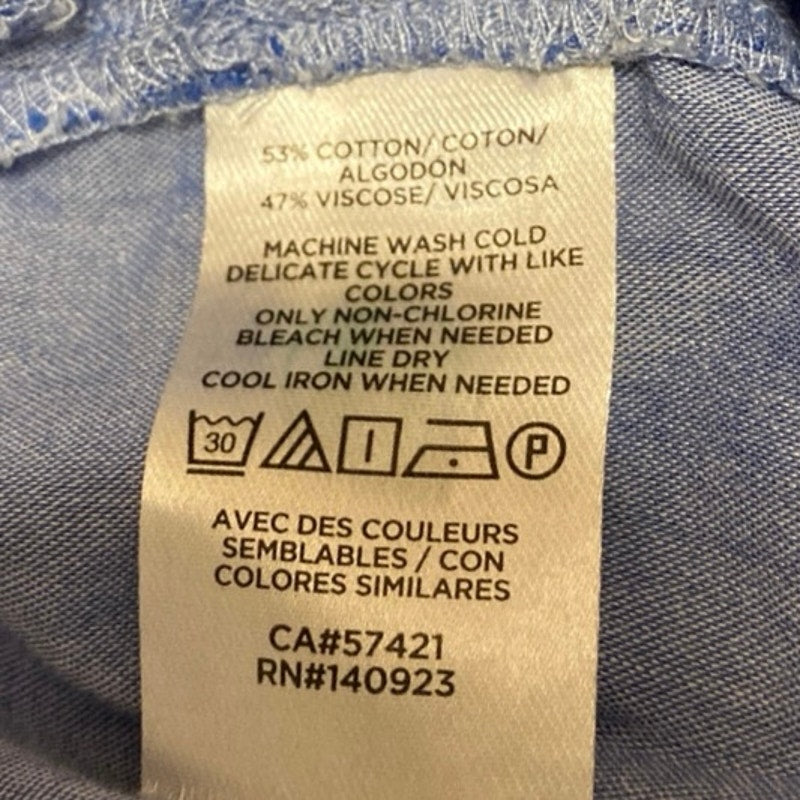 53% COTTON/ COTON/
ALGODÓN
47% VISCOSE/ VISCOSA
MACHINE WASH COLD
DELICATE CYCLE WITH LIKE
COLORS
ONLY NON-CHLORINE
BLEACH WHEN NEEDED
LINE DRY
COOL IRON WHEN NEEDED
30 P
AVEC DES COULEURS
SEMBLABLES / CON
COLORES SIMILARES
CA#57421
RN#140923